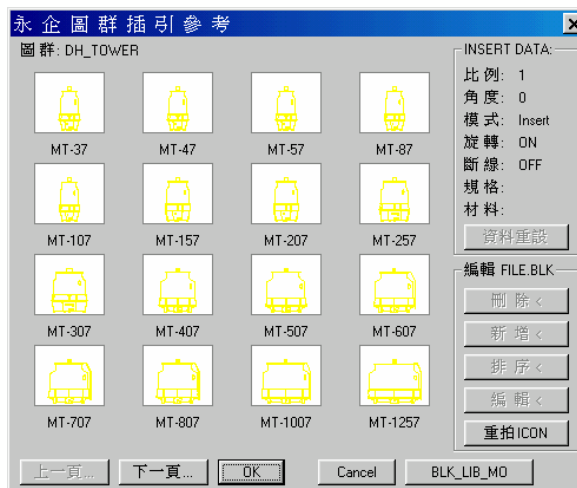 永企圖群插引參考
圖群: DH_TOWER
MT-37 MT-47 MT-57 MT-87
MT-107 MT-157 MT-207 MT-257
MT-307 MT-407 MT-507 MT-607
MT-707 MT-807 MT-1007 MT-1257
INSERT DATA:
比例: 1
角度: 0
模式: Insert
旋轉: ON
斷線: OFF
規格:
材料:
資料重設
編輯 FILE.BLK
刪除<
新增<
排序<
編輯<
重拍ICON
上一頁... 下一頁... OK Cancel BLK_LIB_MO